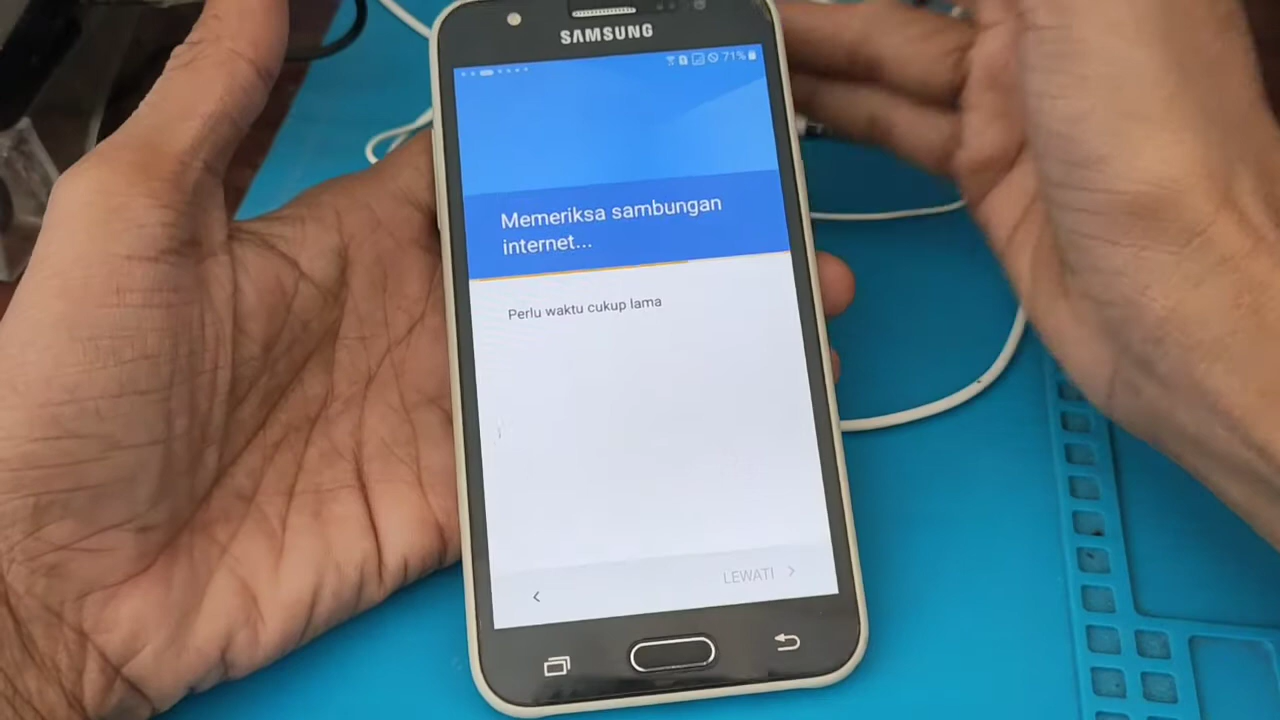 SAMSUNG
71%
Memeriksa sambungan
internet...
Perlu waktu cukup lama
LEWATI